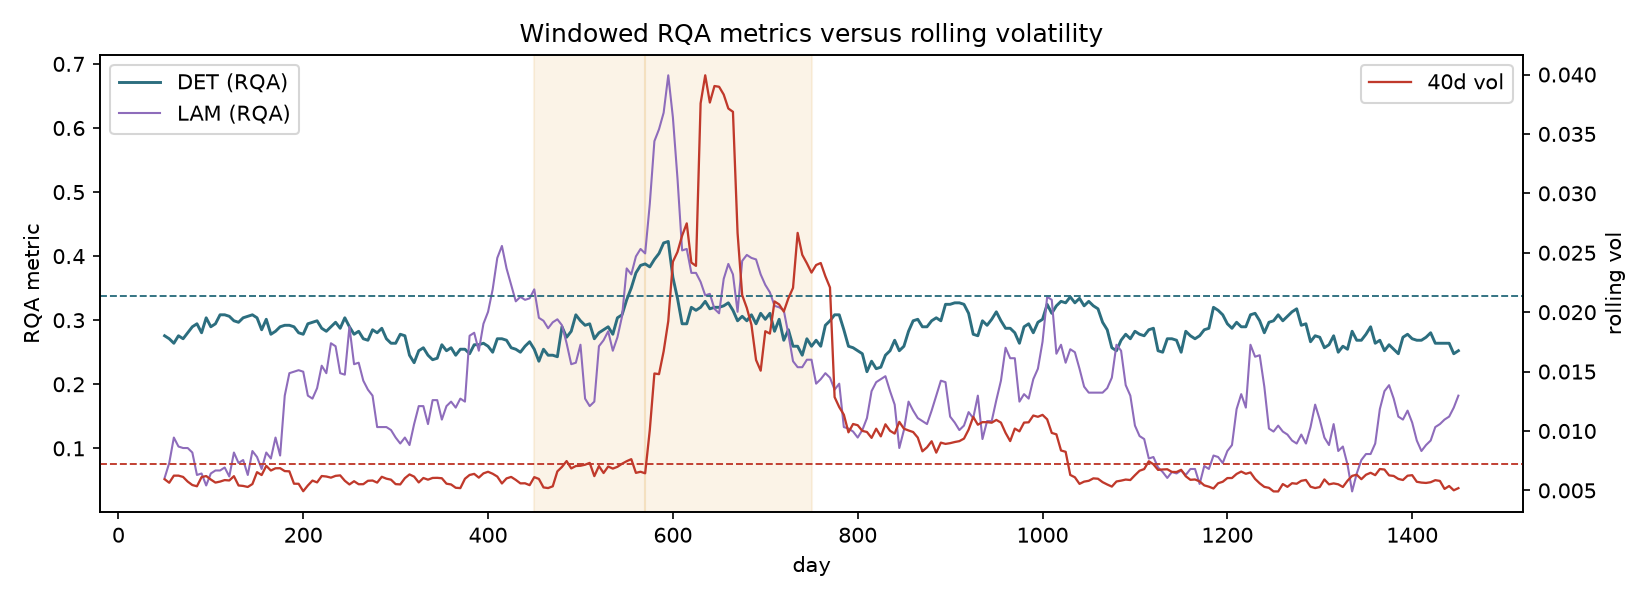 Windowed RQA metrics versus rolling volatility
DET (RQA)
LAM (RQA)
40d vol
RQA metric
0.7
0.6
0.5
0.4
0.3
0.2
0.1
0.040
0.035
0.030
0.025
0.020
0.015
0.010
0.005
rolling vol
0 200 400 600 800 1000 1200 1400
day